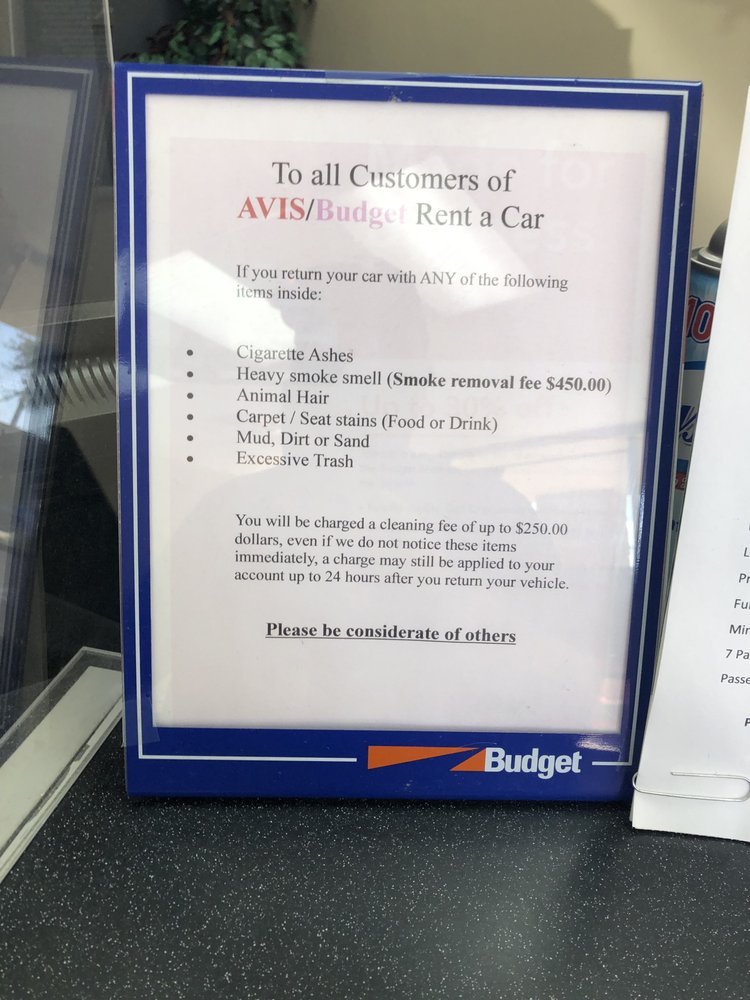 To all Customers of
AVIS/Budget Rent a Car
If you return your car with ANY of the following
items inside:
• Cigarette Ashes
• Heavy smoke smell (Smoke removal fee $450.00)
• Animal Hair
• Carpet / Seat stains (Food or Drink)
• Mud, Dirt or Sand
• Excessive Trash
You will be charged a cleaning fee of up to $250.00
dollars, even if we do not notice these items
immediately, a charge may still be applied to your
account up to 24 hours after you return your vehicle.
Please be considerate of others
Budget
7 Pa
Passe